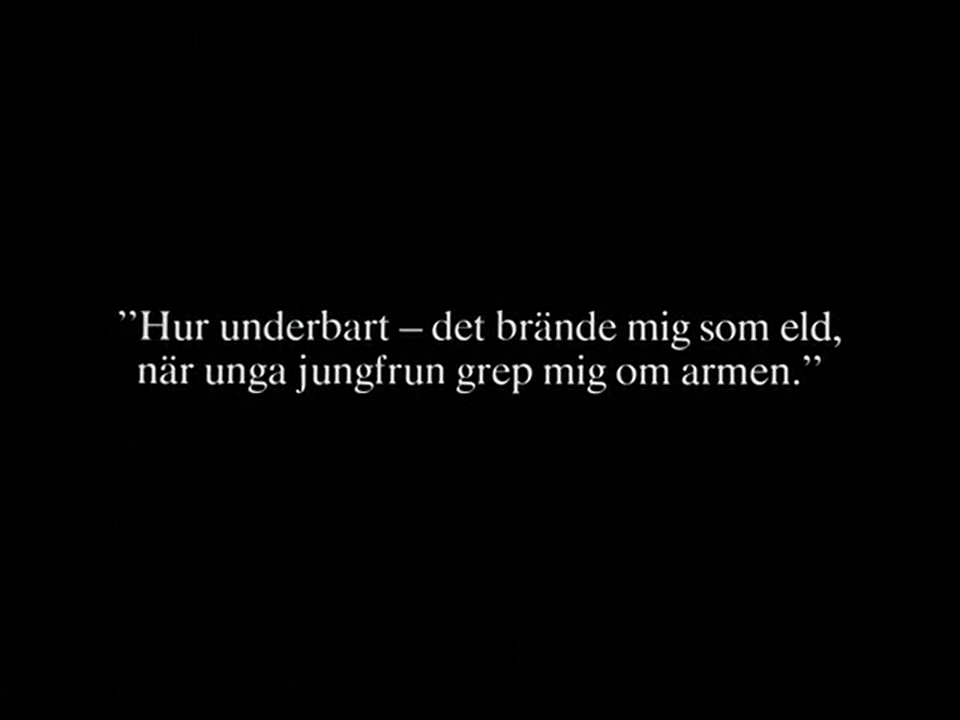 ”Hur underbart – det brände mig som eld,
när unga jungfrun grep mig om armen.”